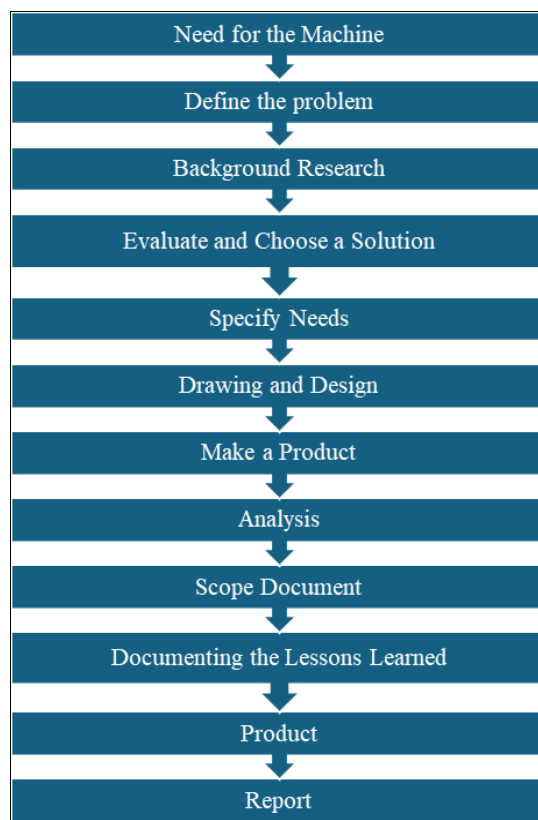 Need for the Machine
Define the problem
Background Research
Evaluate and Choose a Solution
Specify Needs
Drawing and Design
Make a Product
Analysis
Scope Document
Documenting the Lessons Learned
Product
Report